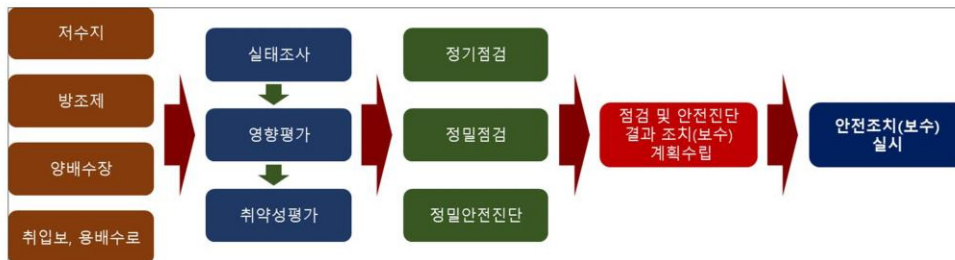 저수지
방조제
양배수장
취입보, 용배수로
실태조사
영향평가
취약성평가
정기점검
정밀점검
정밀안전진단
점검 및 안전진단
결과 조치(보수)
계획수립
안전조치(보수)
실시